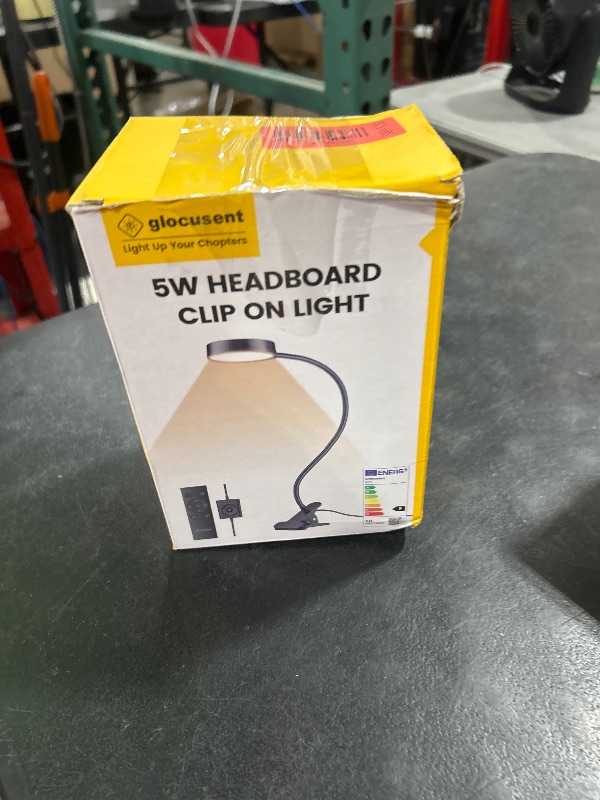 glocusent
Light Up Your Chapters
5W HEADBOARD
CLIP ON LIGHT
ENERG